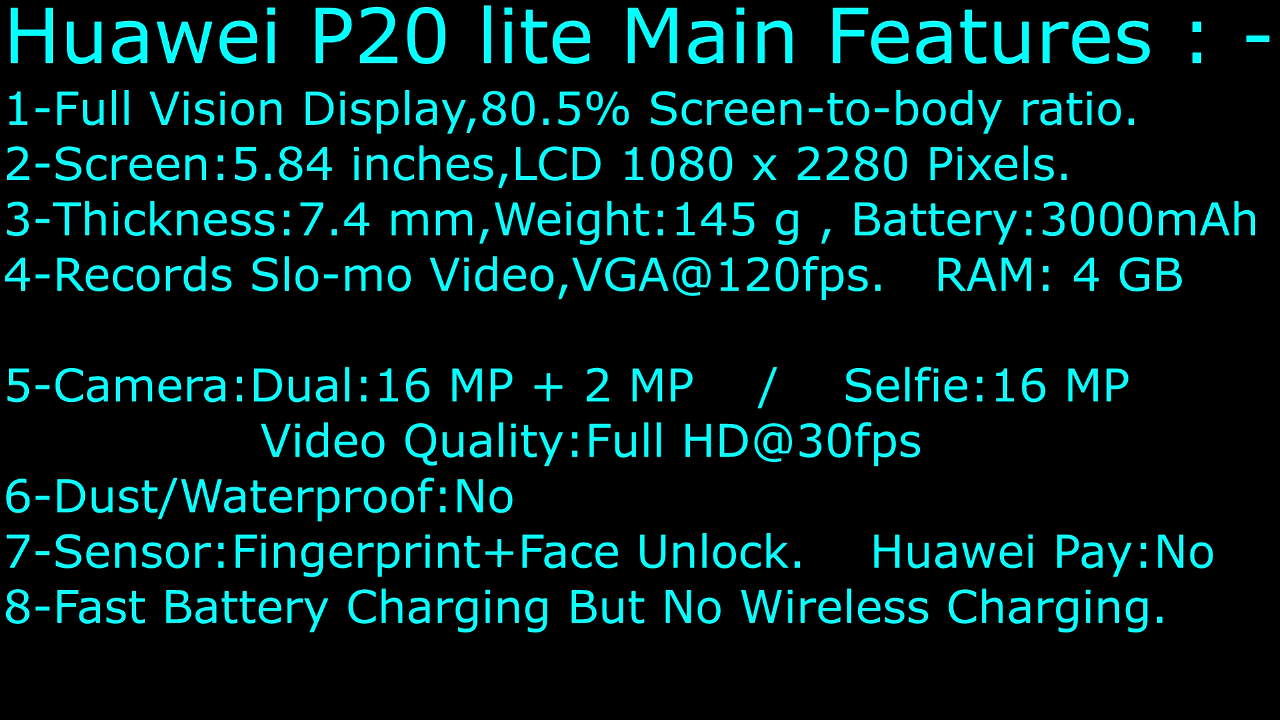 Huawei P20 lite Main Features : -
1-Full Vision Display,80.5% Screen-to-body ratio.
2-Screen:5.84 inches,LCD 1080 x 2280 Pixels.
3-Thickness:7.4 mm,Weight:145 g , Battery:3000mAh
4-Records Slo-mo Video,VGA@120fps. RAM: 4 GB
5-Camera:Dual:16 MP + 2 MP / Selfie:16 MP
Video Quality:Full HD@30fps
6-Dust/Waterproof:No
7-Sensor:Fingerprint+Face Unlock. Huawei Pay:No
8-Fast Battery Charging But No Wireless Charging.